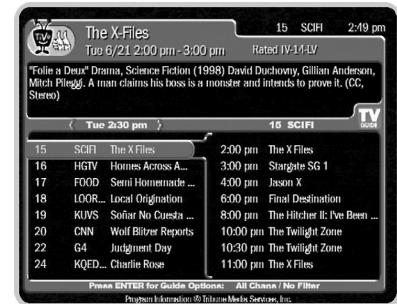 The X-Files
15 SCIFI 2:49 pm
Tue 6/21 2:00 pm - 3:00 pm
Rated TV-14-LV
"Folie a Deux" Drama, Science Fiction (1998) David Duchovny, Gillian Anderson,
Mitch Pileggi. A man claims his boss is a monster and intends to prove it. (CC,
Stereo)
TV
GUIDE
Tue 2:30 pm
15 SCIFI
15 SCIFI The X Files
16 HGTV Homes Across A...
17 FOOD Semi Homemade ...
18 LOOR... Local Origination
19 KUVS Soñar No Cuesta ...
20 CNN Wolf Blitzer Reports
22 G4 Judgment Day
24 KQED... Charlie Rose
2:00 pm The X Files
3:00 pm Stargate SG 1
4:00 pm Jason X
6:00 pm Final Destination
8:00 pm The Hitcher II: I've Been ...
10:00 pm The Twilight Zone
10:30 pm The Twilight Zone
11:00 pm The X Files
Press ENTER for Guide Options: All Chans / No Filter
Program Information © Tribune Media Services, Inc.